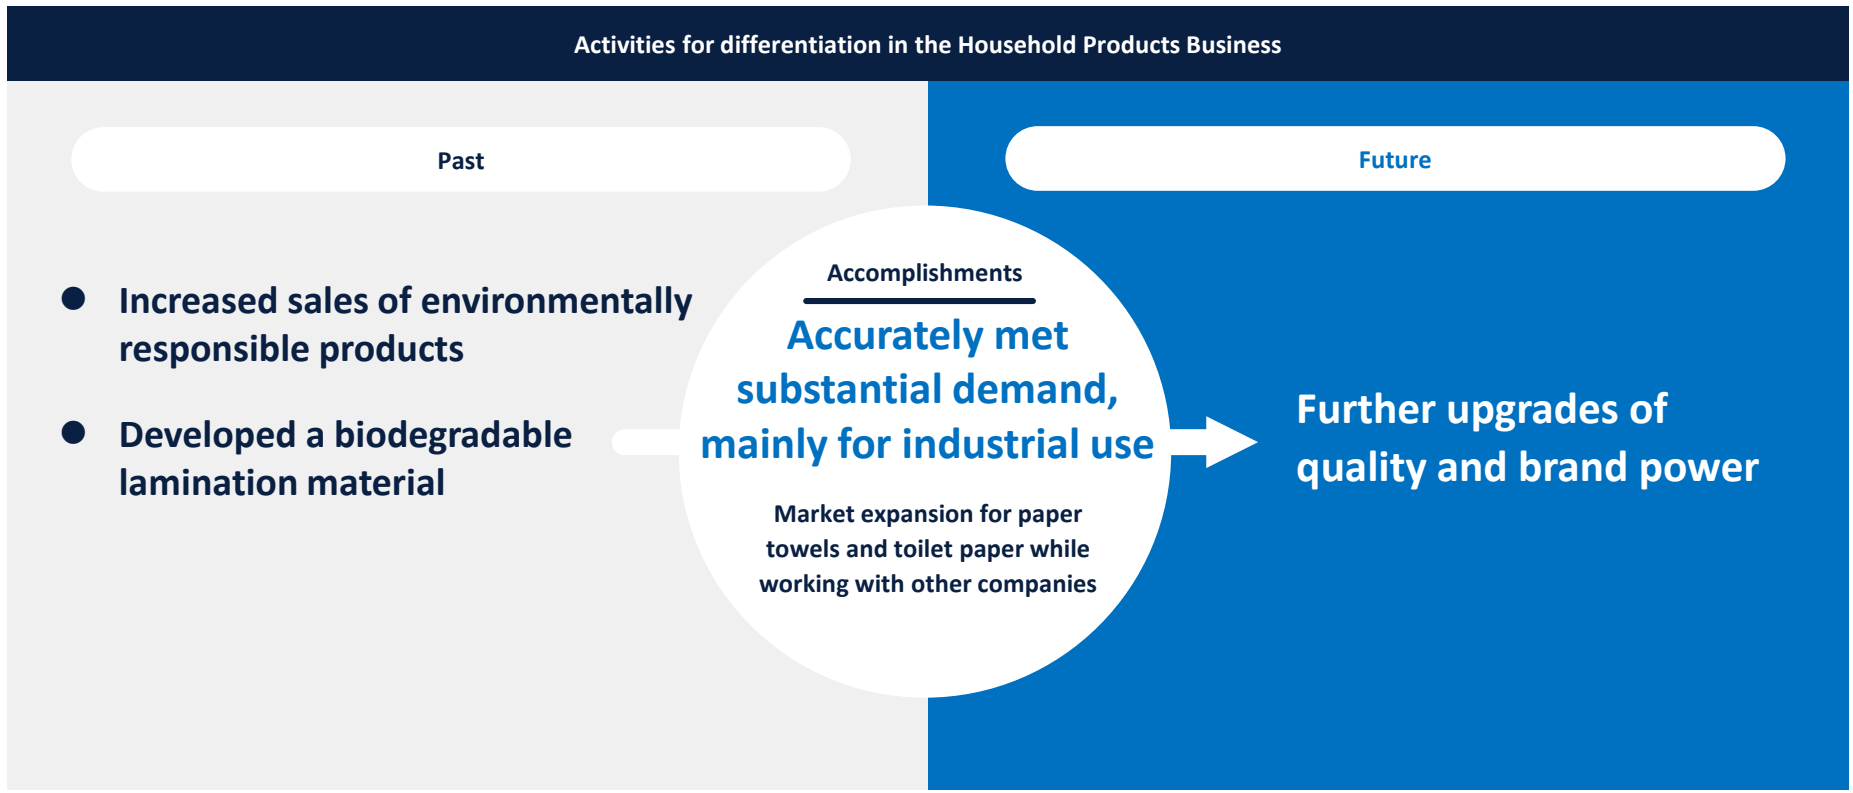 Activities for differentiation in the Household Products Business
Past
Increased sales of environmentally
responsible products
Developed a biodegradable
lamination material
Accomplishments
Accurately met
substantial demand,
mainly for industrial use
Market expansion for paper
towels and toilet paper while
working with other companies
Future
Further upgrades of
quality and brand power